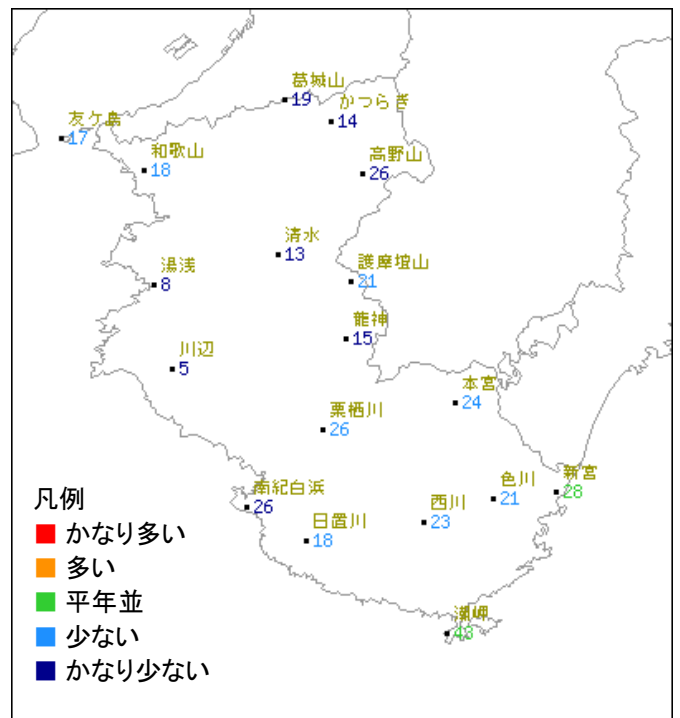 葛城山
19
かつらぎ
14
友ケ島
17
和歌山
18
高野山
26
清水
13
護摩壇山
21
湯浅
8
龍神
15
川辺
5
本宮
24
栗栖川
26
南紀白浜
26
日置川
18
西川
23
色川
21
新宮
28
潮岬
43
凡例
かなり多い
多い
平年並
少ない
かなり少ない